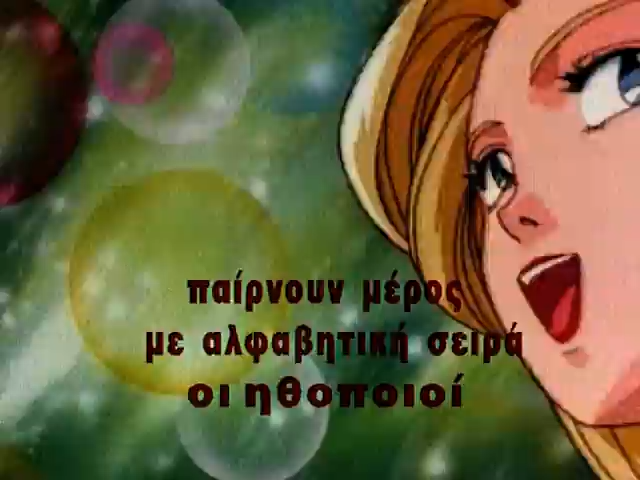 παίρνουν μέρος
με αλφαβητική σειρά
οι ηθοποιοί